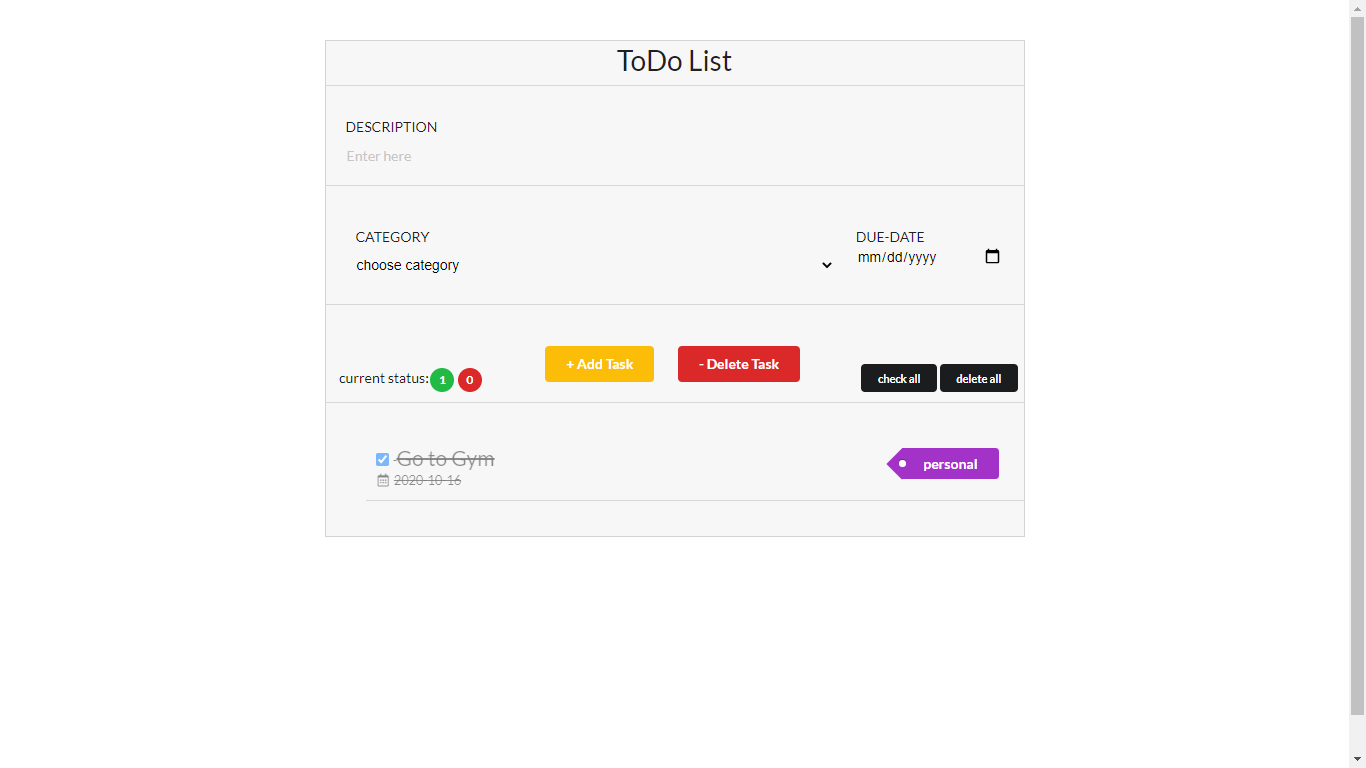 ToDo List
DESCRIPTION
Enter here
CATEGORY
DUE-DATE
choose category
mm/dd/yyyy
current status: 1 0
+ Add Task
- Delete Task
check all
delete all
Go to Gym
personal
2020-10-16